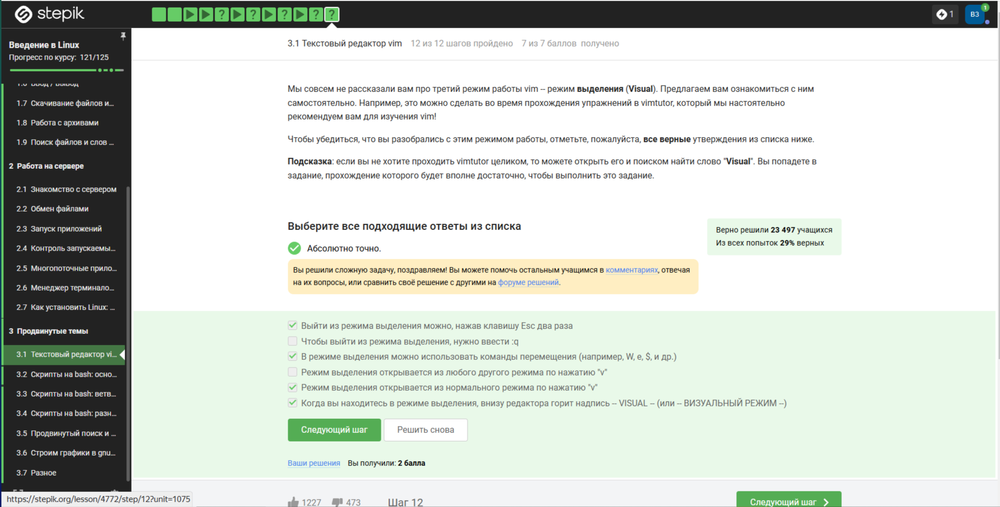 stepik
? ? ? ? ?
1
ВЗ
1
Введение в Linux
Прогресс по курсу: 121/125
1.6 Ввод / Вывод
1.7 Скачивание файлов и...
1.8 Работа с архивами
1.9 Поиск файлов и слов ...
2 Работа на сервере
2.1 Знакомство с сервером
2.2 Обмен файлами
2.3 Запуск приложений
2.4 Контроль запускаемы...
2.5 Многопоточные прило...
2.6 Менеджер терминало...
2.7 Как установить Linux: ...
3 Продвинутые темы
3.1 Текстовый редактор vi...
3.2 Скрипты на bash: осно...
3.3 Скрипты на bash: ветв...
3.4 Скрипты на bash: разн...
3.5 Продвинутый поиск и ...
3.6 Строим графики в gnu...
3.7 Разное
https://stepik.org/lesson/4772/step/12?unit=1075
3.1 Текстовый редактор vim 12 из 12 шагов пройдено 7 из 7 баллов получено
Мы совсем не рассказали вам про третий режим работы vim -- режим выделения (Visual). Предлагаем вам ознакомиться с ним
самостоятельно. Например, это можно сделать во время прохождения упражнений в vimtutor, который мы настоятельно
рекомендуем вам для изучения vim!
Чтобы убедиться, что вы разобрались с этим режимом работы, отметьте, пожалуйста, все верные утверждения из списка ниже.
Подсказка: если вы не хотите проходить vimtutor целиком, то можете открыть его и поиском найти слово "Visual". Вы попадете в
задание, прохождение которого будет вполне достаточно, чтобы выполнить это задание.
Выберите все подходящие ответы из списка
Верно решили 23 497 учащихся
Из всех попыток 29% верных
Абсолютно точно.
Вы решили сложную задачу, поздравляем! Вы можете помочь остальным учащимся в комментариях, отвечая
на их вопросы, или сравнить своё решение с другими на форуме решений.
Выйти из режима выделения можно, нажав клавишу Esc два раза
Чтобы выйти из режима выделения, нужно ввести :q
В режиме выделения можно использовать команды перемещения (например, W, e, $, и др.)
Режим выделения открывается из любого другого режима по нажатию "v"
Режим выделения открывается из нормального режима по нажатию "v"
Когда вы находитесь в режиме выделения, внизу редактора горит надпись -- VISUAL -- (или -- ВИЗУАЛЬНЫЙ РЕЖИМ --)
Следующий шаг
Решить снова
Ваши решения Вы получили: 2 балла
1227 473 Шаг 12
Следующий шаг